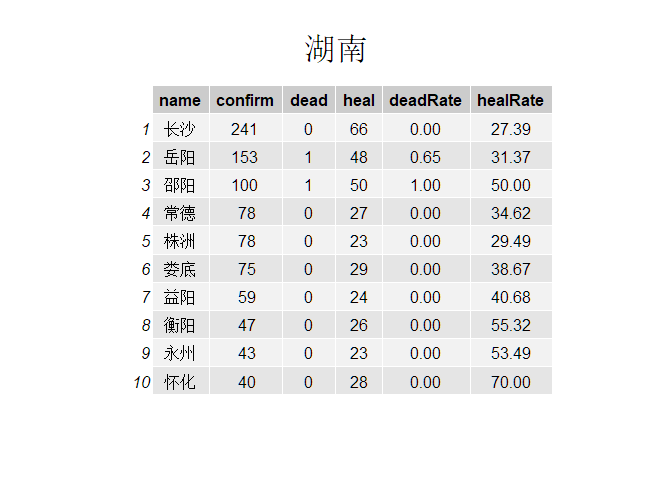 湖南
name confirm dead heal deadRate healRate
1 长沙 241 0 66 0.00 27.39
2 岳阳 153 1 48 0.65 31.37
3 邵阳 100 1 50 1.00 50.00
4 常德 78 0 27 0.00 34.62
5 株洲 78 0 23 0.00 29.49
6 娄底 75 0 29 0.00 38.67
7 益阳 59 0 24 0.00 40.68
8 衡阳 47 0 26 0.00 55.32
9 永州 43 0 23 0.00 53.49
10 怀化 40 0 28 0.00 70.00